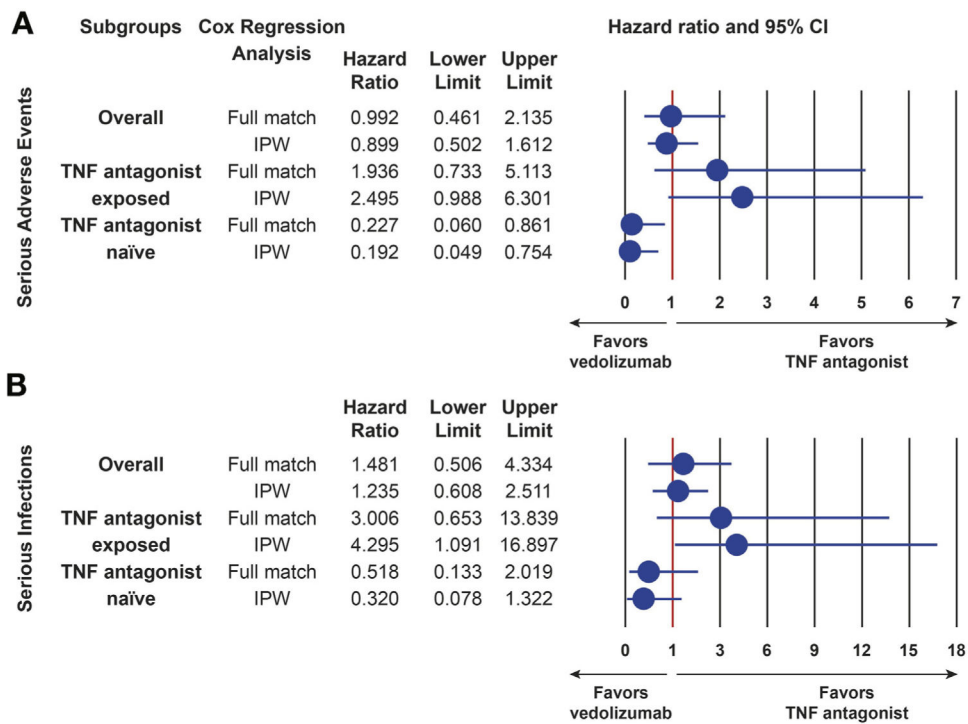 A
Subgroups Cox Regression Analysis Hazard ratio and 95% CI
Hazard Ratio Lower Limit Upper Limit
Serious Adverse Events
Overall Full match 0.992 0.461 2.135
IPW 0.899 0.502 1.612
TNF antagonist Full match 1.936 0.733 5.113
exposed IPW 2.495 0.988 6.301
TNF antagonist Full match 0.227 0.060 0.861
naïve IPW 0.192 0.049 0.754
0 1 2 3 4 5 6 7
Favors vedolizumab Favors TNF antagonist
B
Hazard Ratio Lower Limit Upper Limit
Serious Infections
Overall Full match 1.481 0.506 4.334
IPW 1.235 0.608 2.511
TNF antagonist Full match 3.006 0.653 13.839
exposed IPW 4.295 1.091 16.897
TNF antagonist Full match 0.518 0.133 2.019
naïve IPW 0.320 0.078 1.322
0 1 3 6 9 12 15 18
Favors vedolizumab Favors TNF antagonist